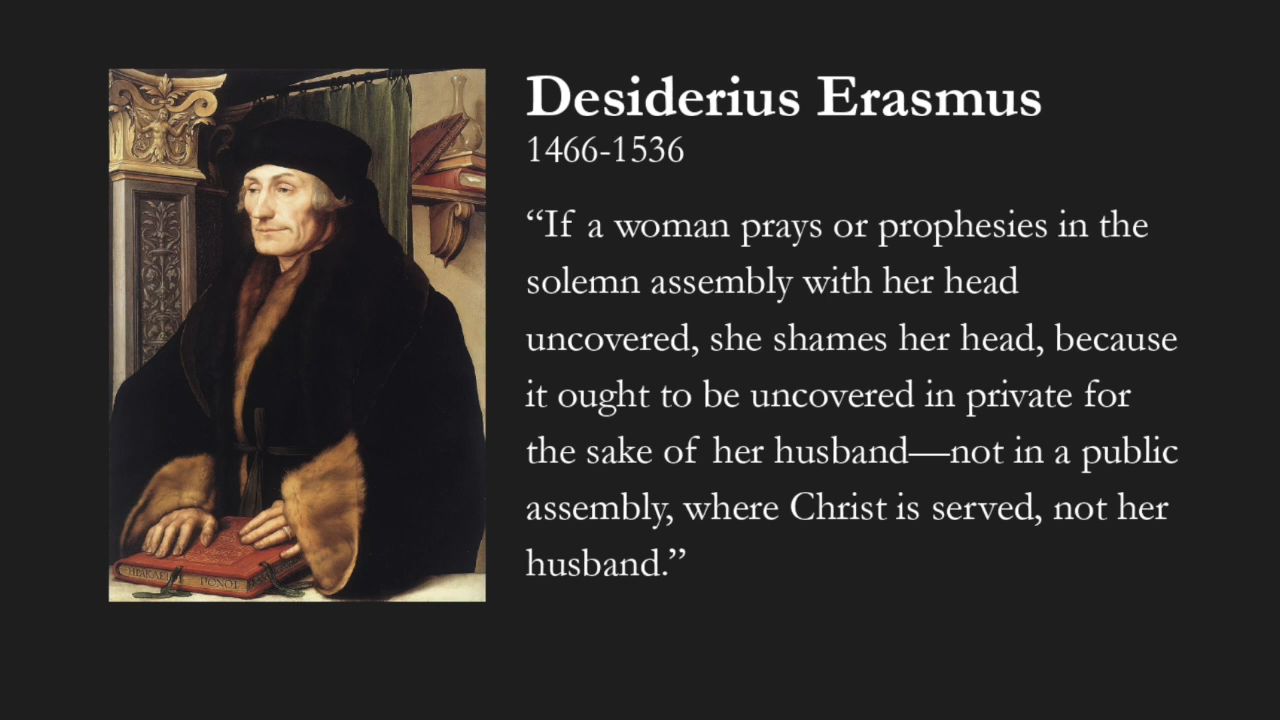 Desiderius Erasmus
1466-1536
“If a woman prays or prophesies in the
solemn assembly with her head
uncovered, she shames her head, because
it ought to be uncovered in private for
the sake of her husband—not in a public
assembly, where Christ is served, not her
husband.”